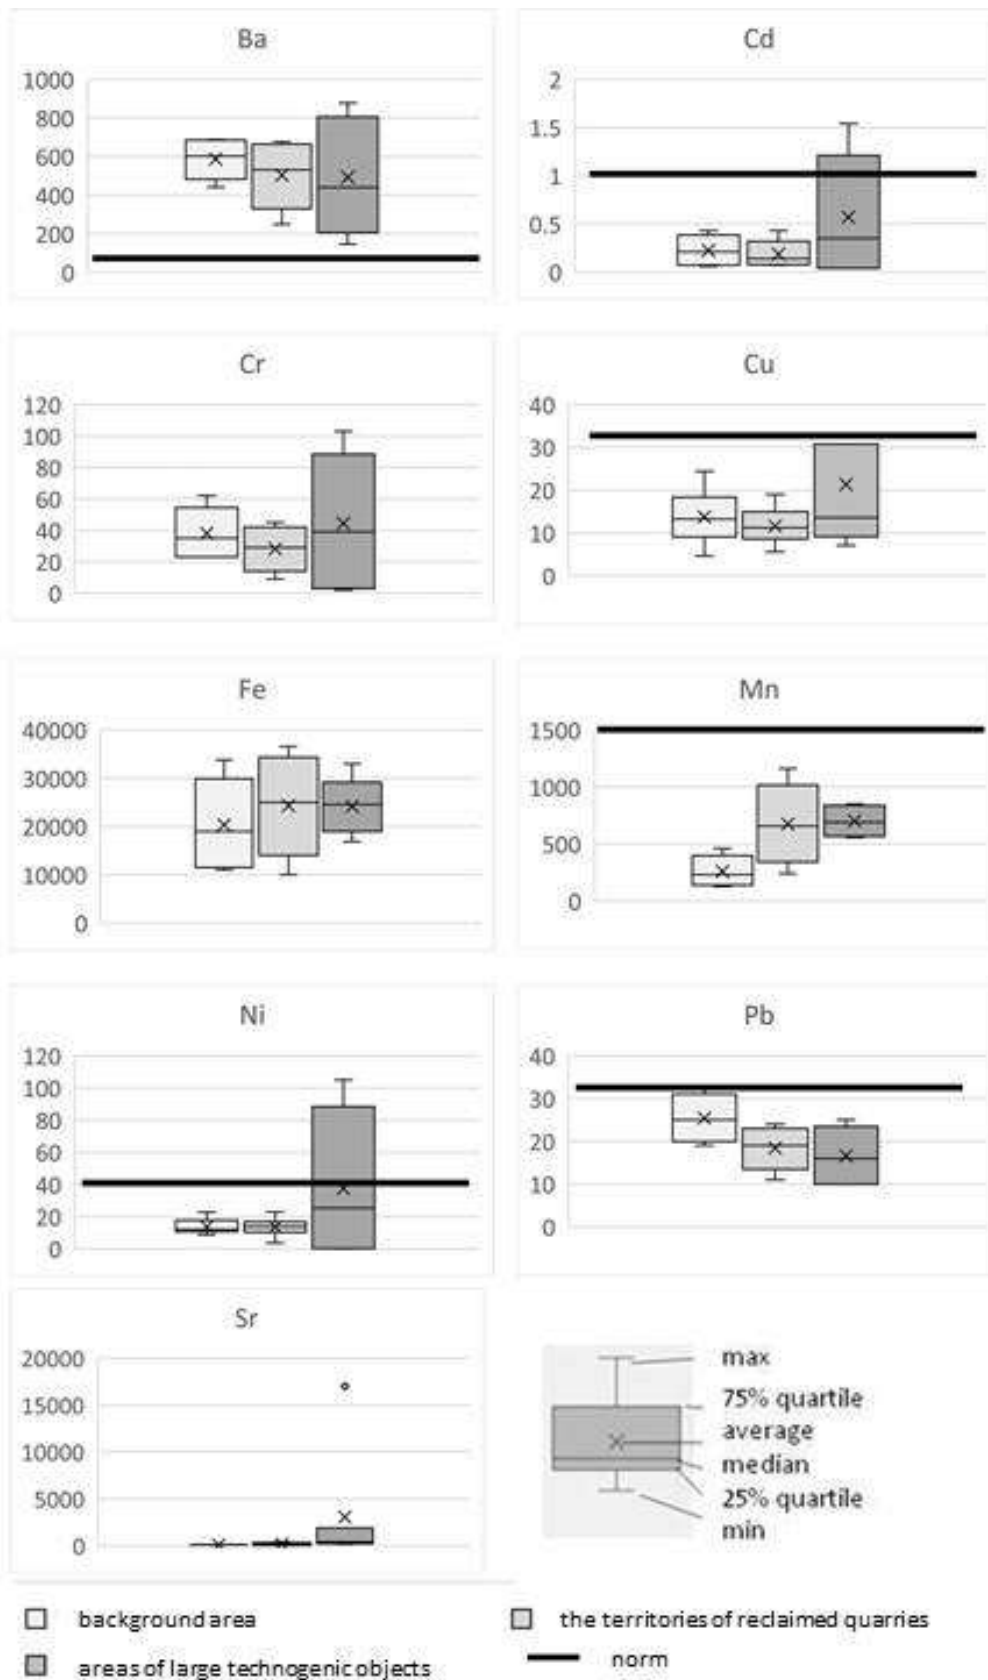 Ba
1000
800
600
400
200
0
Cd
2
1.5
1
0.5
0
Cr
120
100
80
60
40
20
0
Cu
40
30
20
10
0
Fe
40000
30000
20000
10000
0
Mn
1500
1000
500
0
Ni
120
100
80
60
40
20
0
Pb
40
30
20
10
0
Sr
20000
15000
10000
5000
0
max
75% quartile
average
median
25% quartile
min
background area
the territories of reclaimed quarries
areas of large technogenic objects
norm